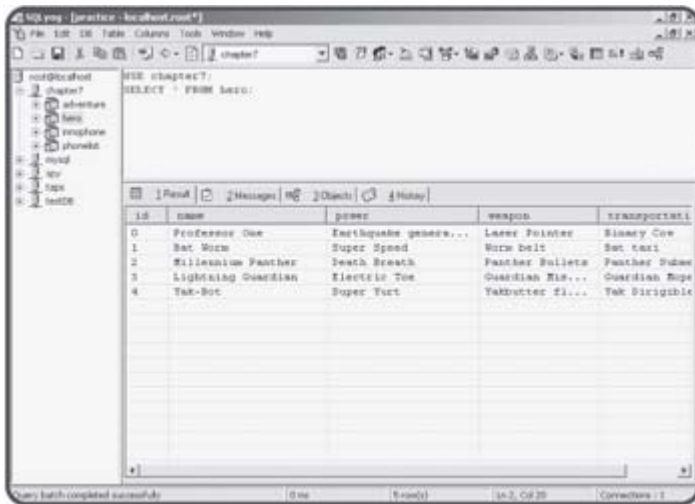 SQLyog - [practice - localhost.root*]
File Edit DB Table Columns Tools Window Help
chapter7
root@localhost
chapter7
adventure
hero
phonelist
mysql
spy
testDB
USE chapter7;
SELECT * FROM hero;
1 Result 2 Messages 3 Objects 4 History
id name power weapon transportati
0 Professor One Earthquake genera... Laser Pointer Binary Cow
1 Bat Worm Super Speed Worm belt Bat taxi
2 Millennium Panther Death Breath Panther Bullets Panther
3 Lightning Guardian Electric Toe Guardian Mis... Guardian
4 Yak-Bot Super Yurt Yakbutter fl... Yak Dirigible
Query batch completed successfully 0 ms 5 row(s) Ln 2, Col 20 Connections : 1